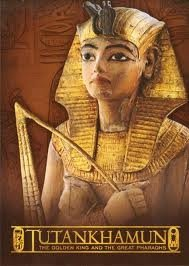 TUTANKHAMUN
THE GOLDEN KING AND THE GREAT PHARAOHS